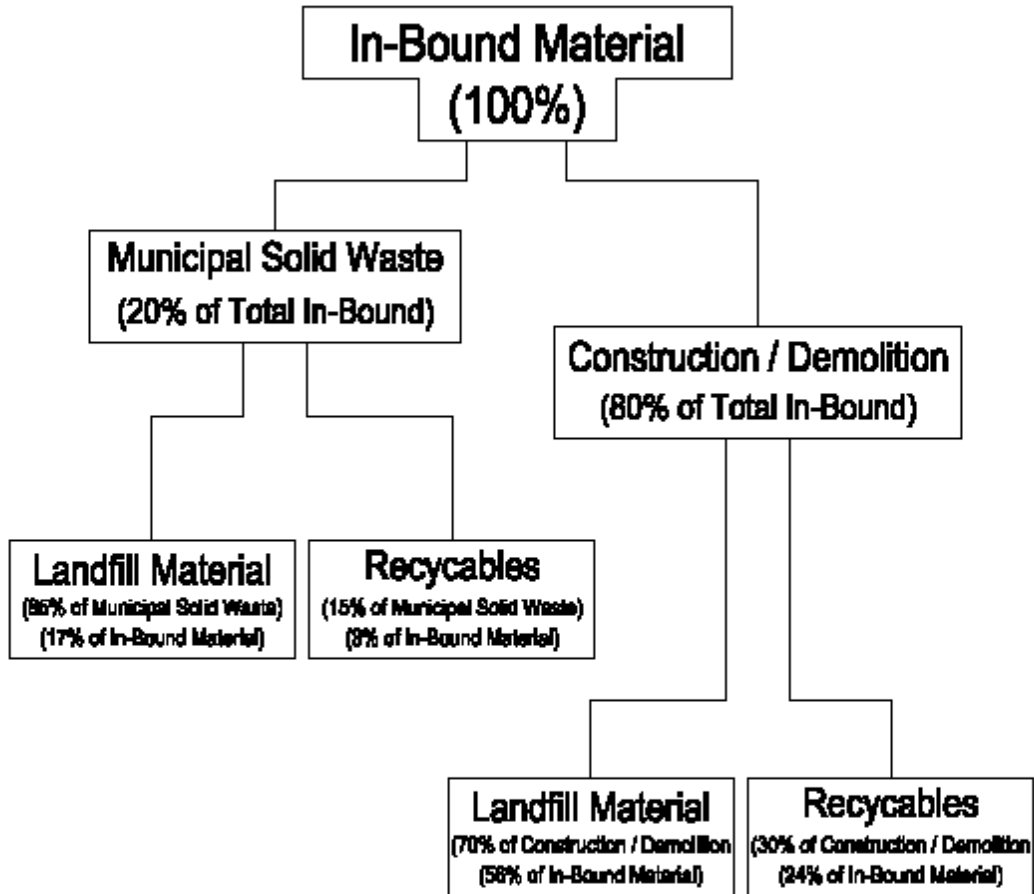 In-Bound Material
(100%)
Municipal Solid Waste
(20% of Total In-Bound)
Construction / Demolition
(80% of Total In-Bound)
Landfill Material
(85% of Municipal Solid Waste)
(17% of In-Bound Material)
Recycables
(15% of Municipal Solid Waste)
(3% of In-Bound Material)
Landfill Material
(70% of Construction / Demolition
(56% of In-Bound Material)
Recycables
(30% of Construction / Demolition
(24% of In-Bound Material)